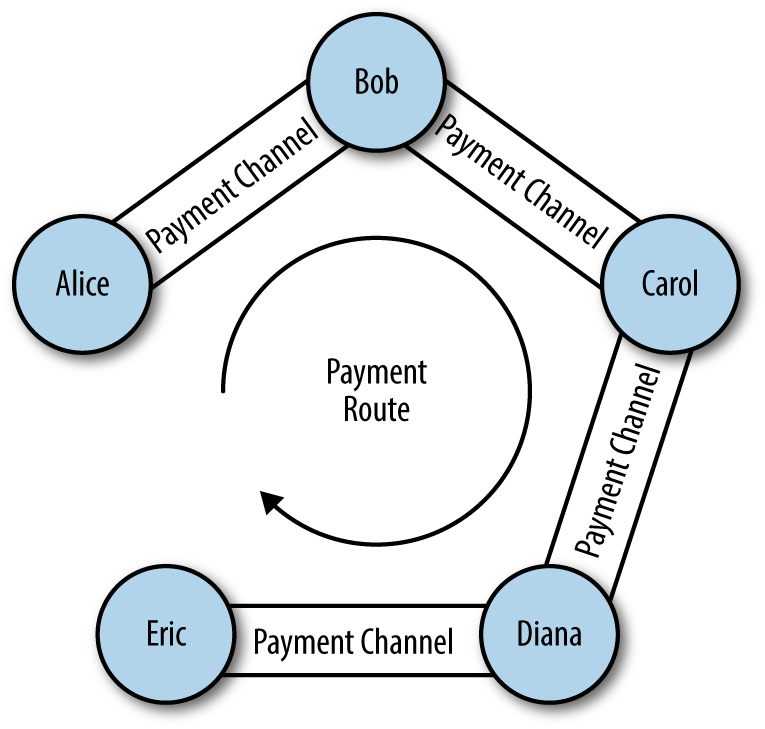 Bob
Payment Channel
Payment Channel
Alice
Carol
Payment
Route
Payment Channel
Eric
Payment Channel
Diana